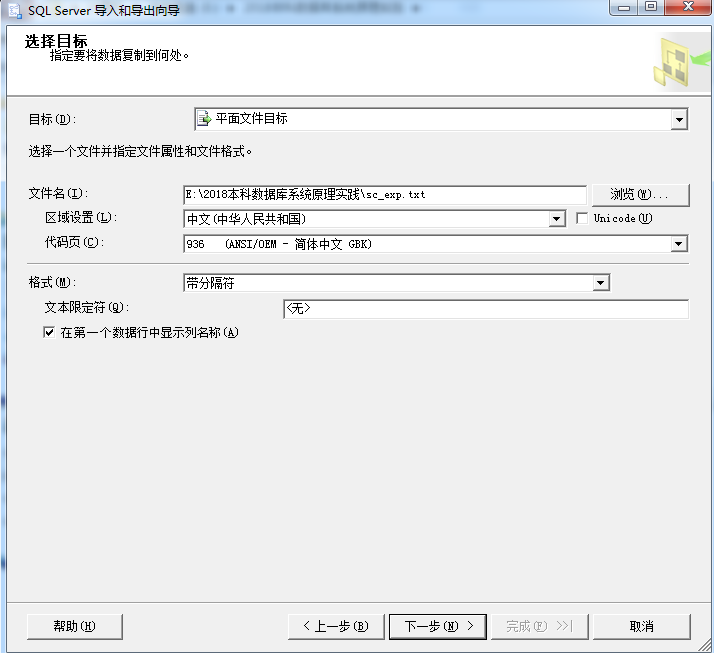 SQL Server 导入和导出向导
选择目标
指定要将数据复制到何处。
目标(D): 平面文件目标
选择一个文件并指定文件属性和文件格式。
文件名(I): E:\2018本科数据库系统原理实践\sc_exp.txt 浏览(W)...
区域设置(L): 中文(中华人民共和国) Unicode(U)
代码页(C): 936 (ANSI/OEM - 简体中文 GBK)
格式(M): 带分隔符
文本限定符(Q): <无>
在第一个数据行中显示列名称(A)
帮助(H) < 上一步(B) 下一步(N) > 完成(F) >>| 取消